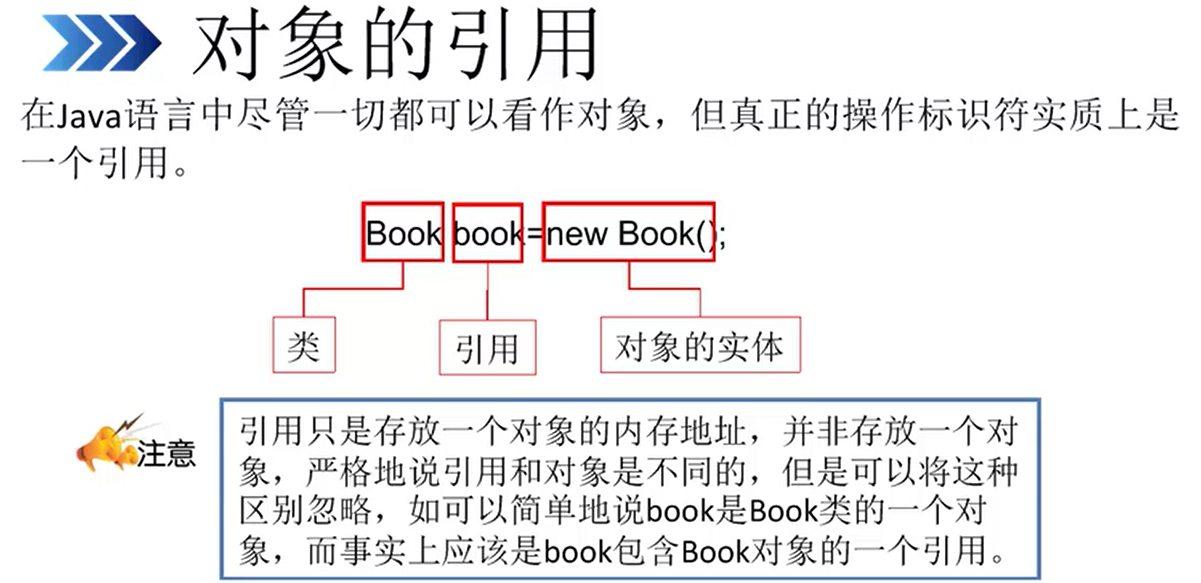 对象的引用
在Java语言中尽管一切都可以看作对象，但真正的操作标识符实质上是
一个引用。
Book book=new Book();
类 引用 对象的实体
注意
引用只是存放一个对象的内存地址，并非存放一个对
象，严格地说引用和对象是不同的，但是可以将这种
区别忽略，如可以简单地说book是Book类的一个对
象，而事实上应该是book包含Book对象的一个引用。